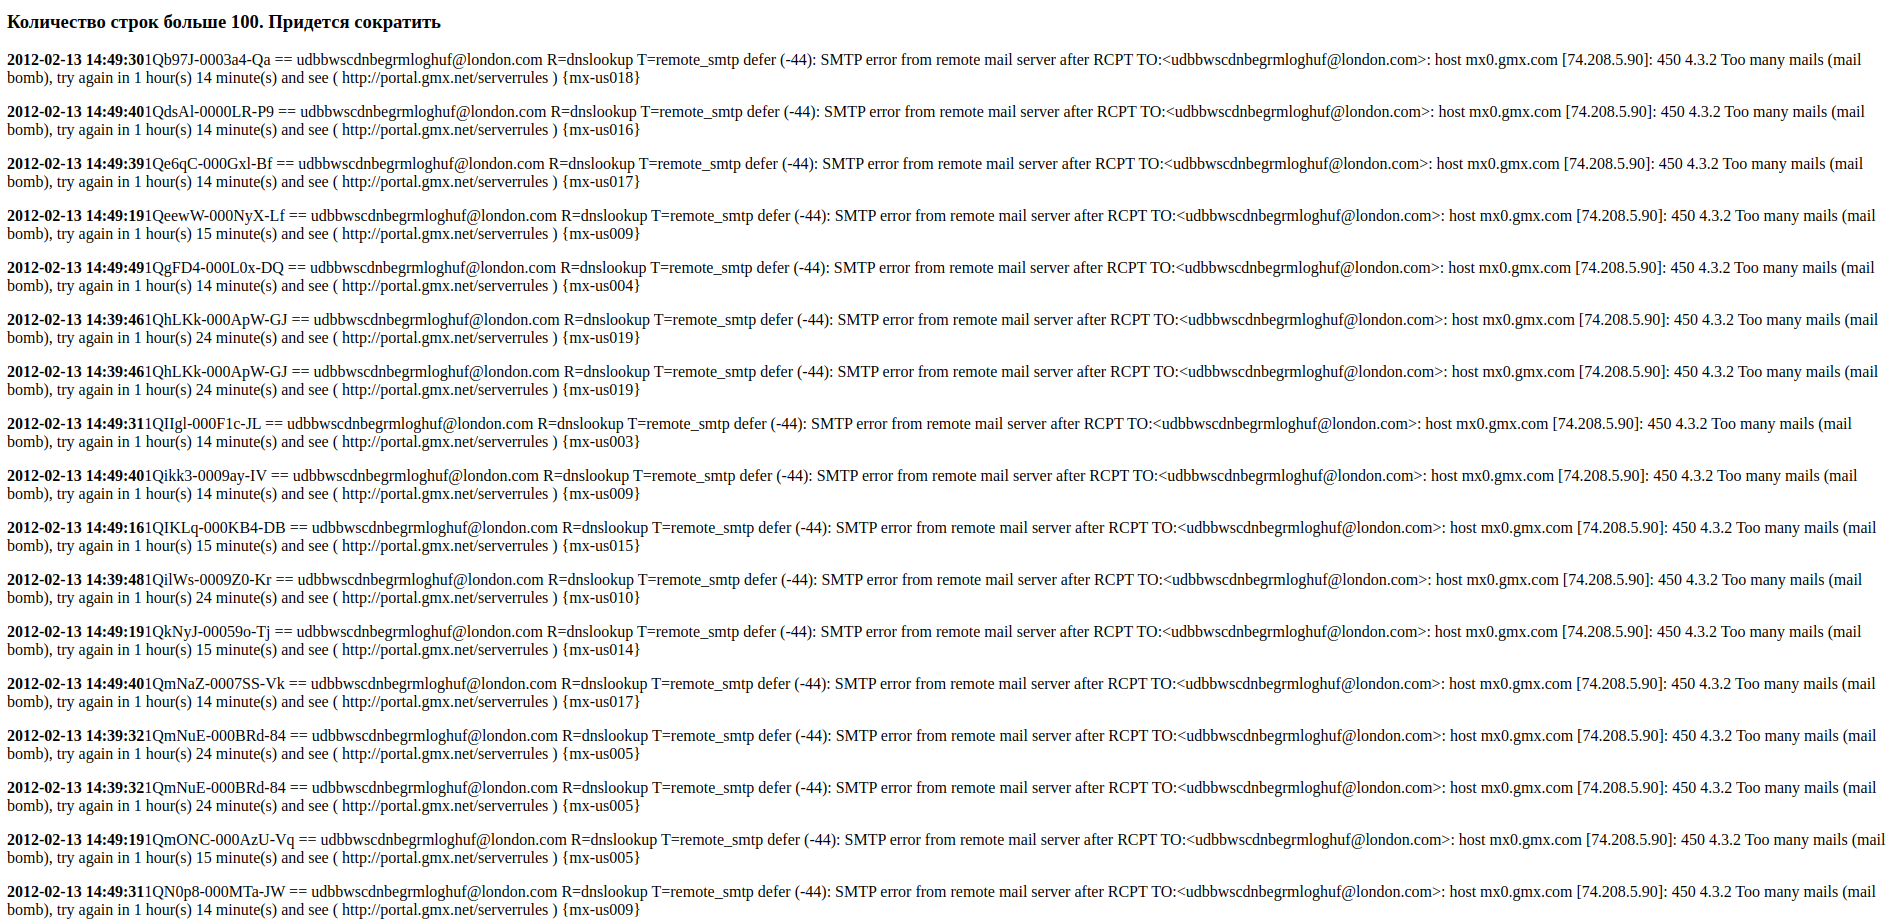 Количество строк больше 100. Придется сократить
2012-02-13 14:49:301Qb97J-0003a4-Qa == udbbwscdnbegrmloghuf@london.com R=dnslookup T=remote_smtp defer (-44): SMTP error from remote mail server after RCPT TO:<udbbwscdnbegrmloghuf@london.com>: host mx0.gmx.com [74.208.5.90]: 450 4.3.2 Too many mails (mail
bomb), try again in 1 hour(s) 14 minute(s) and see ( http://portal.gmx.net/serverrules ) {mx-us018}
2012-02-13 14:49:401QdsAl-0000LR-P9 == udbbwscdnbegrmloghuf@london.com R=dnslookup T=remote_smtp defer (-44): SMTP error from remote mail server after RCPT TO:<udbbwscdnbegrmloghuf@london.com>: host mx0.gmx.com [74.208.5.90]: 450 4.3.2 Too many mails (mail
bomb), try again in 1 hour(s) 14 minute(s) and see ( http://portal.gmx.net/serverrules ) {mx-us016}
2012-02-13 14:49:391Qe6qC-000Gxl-Bf == udbbwscdnbegrmloghuf@london.com R=dnslookup T=remote_smtp defer (-44): SMTP error from remote mail server after RCPT TO:<udbbwscdnbegrmloghuf@london.com>: host mx0.gmx.com [74.208.5.90]: 450 4.3.2 Too many mails (mail
bomb), try again in 1 hour(s) 14 minute(s) and see ( http://portal.gmx.net/serverrules ) {mx-us017}
2012-02-13 14:49:191QeewW-000NyX-Lf == udbbwscdnbegrmloghuf@london.com R=dnslookup T=remote_smtp defer (-44): SMTP error from remote mail server after RCPT TO:<udbbwscdnbegrmloghuf@london.com>: host mx0.gmx.com [74.208.5.90]: 450 4.3.2 Too many mails (mail
bomb), try again in 1 hour(s) 15 minute(s) and see ( http://portal.gmx.net/serverrules ) {mx-us009}
2012-02-13 14:49:491QgFD4-000L0x-DQ == udbbwscdnbegrmloghuf@london.com R=dnslookup T=remote_smtp defer (-44): SMTP error from remote mail server after RCPT TO:<udbbwscdnbegrmloghuf@london.com>: host mx0.gmx.com [74.208.5.90]: 450 4.3.2 Too many mails (mail
bomb), try again in 1 hour(s) 14 minute(s) and see ( http://portal.gmx.net/serverrules ) {mx-us004}
2012-02-13 14:39:461QhLKk-000ApW-GJ == udbbwscdnbegrmloghuf@london.com R=dnslookup T=remote_smtp defer (-44): SMTP error from remote mail server after RCPT TO:<udbbwscdnbegrmloghuf@london.com>: host mx0.gmx.com [74.208.5.90]: 450 4.3.2 Too many mails (mail
bomb), try again in 1 hour(s) 24 minute(s) and see ( http://portal.gmx.net/serverrules ) {mx-us019}
2012-02-13 14:39:461QhLKk-000ApW-GJ == udbbwscdnbegrmloghuf@london.com R=dnslookup T=remote_smtp defer (-44): SMTP error from remote mail server after RCPT TO:<udbbwscdnbegrmloghuf@london.com>: host mx0.gmx.com [74.208.5.90]: 450 4.3.2 Too many mails (mail
bomb), try again in 1 hour(s) 24 minute(s) and see ( http://portal.gmx.net/serverrules ) {mx-us019}
2012-02-13 14:49:311QIIgl-000F1c-JL == udbbwscdnbegrmloghuf@london.com R=dnslookup T=remote_smtp defer (-44): SMTP error from remote mail server after RCPT TO:<udbbwscdnbegrmloghuf@london.com>: host mx0.gmx.com [74.208.5.90]: 450 4.3.2 Too many mails (mail
bomb), try again in 1 hour(s) 14 minute(s) and see ( http://portal.gmx.net/serverrules ) {mx-us003}
2012-02-13 14:49:401Qikk3-0009ay-IV == udbbwscdnbegrmloghuf@london.com R=dnslookup T=remote_smtp defer (-44): SMTP error from remote mail server after RCPT TO:<udbbwscdnbegrmloghuf@london.com>: host mx0.gmx.com [74.208.5.90]: 450 4.3.2 Too many mails (mail
bomb), try again in 1 hour(s) 14 minute(s) and see ( http://portal.gmx.net/serverrules ) {mx-us009}
2012-02-13 14:49:161QIKLq-000KB4-DB == udbbwscdnbegrmloghuf@london.com R=dnslookup T=remote_smtp defer (-44): SMTP error from remote mail server after RCPT TO:<udbbwscdnbegrmloghuf@london.com>: host mx0.gmx.com [74.208.5.90]: 450 4.3.2 Too many mails (mail
bomb), try again in 1 hour(s) 15 minute(s) and see ( http://portal.gmx.net/serverrules ) {mx-us015}
2012-02-13 14:39:481QilWs-0009Z0-Kr == udbbwscdnbegrmloghuf@london.com R=dnslookup T=remote_smtp defer (-44): SMTP error from remote mail server after RCPT TO:<udbbwscdnbegrmloghuf@london.com>: host mx0.gmx.com [74.208.5.90]: 450 4.3.2 Too many mails (mail
bomb), try again in 1 hour(s) 24 minute(s) and see ( http://portal.gmx.net/serverrules ) {mx-us010}
2012-02-13 14:49:191QkNyJ-00059o-Tj == udbbwscdnbegrmloghuf@london.com R=dnslookup T=remote_smtp defer (-44): SMTP error from remote mail server after RCPT TO:<udbbwscdnbegrmloghuf@london.com>: host mx0.gmx.com [74.208.5.90]: 450 4.3.2 Too many mails (mail
bomb), try again in 1 hour(s) 15 minute(s) and see ( http://portal.gmx.net/serverrules ) {mx-us014}
2012-02-13 14:49:401QmNaZ-0007SS-Vk == udbbwscdnbegrmloghuf@london.com R=dnslookup T=remote_smtp defer (-44): SMTP error from remote mail server after RCPT TO:<udbbwscdnbegrmloghuf@london.com>: host mx0.gmx.com [74.208.5.90]: 450 4.3.2 Too many mails (mail
bomb), try again in 1 hour(s) 14 minute(s) and see ( http://portal.gmx.net/serverrules ) {mx-us017}
2012-02-13 14:39:321QmNuE-000BRd-84 == udbbwscdnbegrmloghuf@london.com R=dnslookup T=remote_smtp defer (-44): SMTP error from remote mail server after RCPT TO:<udbbwscdnbegrmloghuf@london.com>: host mx0.gmx.com [74.208.5.90]: 450 4.3.2 Too many mails (mail
bomb), try again in 1 hour(s) 24 minute(s) and see ( http://portal.gmx.net/serverrules ) {mx-us005}
2012-02-13 14:39:321QmNuE-000BRd-84 == udbbwscdnbegrmloghuf@london.com R=dnslookup T=remote_smtp defer (-44): SMTP error from remote mail server after RCPT TO:<udbbwscdnbegrmloghuf@london.com>: host mx0.gmx.com [74.208.5.90]: 450 4.3.2 Too many mails (mail
bomb), try again in 1 hour(s) 24 minute(s) and see ( http://portal.gmx.net/serverrules ) {mx-us005}
2012-02-13 14:49:191QmONC-000AzU-Vq == udbbwscdnbegrmloghuf@london.com R=dnslookup T=remote_smtp defer (-44): SMTP error from remote mail server after RCPT TO:<udbbwscdnbegrmloghuf@london.com>: host mx0.gmx.com [74.208.5.90]: 450 4.3.2 Too many mails (mail
bomb), try again in 1 hour(s) 15 minute(s) and see ( http://portal.gmx.net/serverrules ) {mx-us005}
2012-02-13 14:49:311QN0p8-000MTa-JW == udbbwscdnbegrmloghuf@london.com R=dnslookup T=remote_smtp defer (-44): SMTP error from remote mail server after RCPT TO:<udbbwscdnbegrmloghuf@london.com>: host mx0.gmx.com [74.208.5.90]: 450 4.3.2 Too many mails (mail
bomb), try again in 1 hour(s) 14 minute(s) and see ( http://portal.gmx.net/serverrules ) {mx-us009}